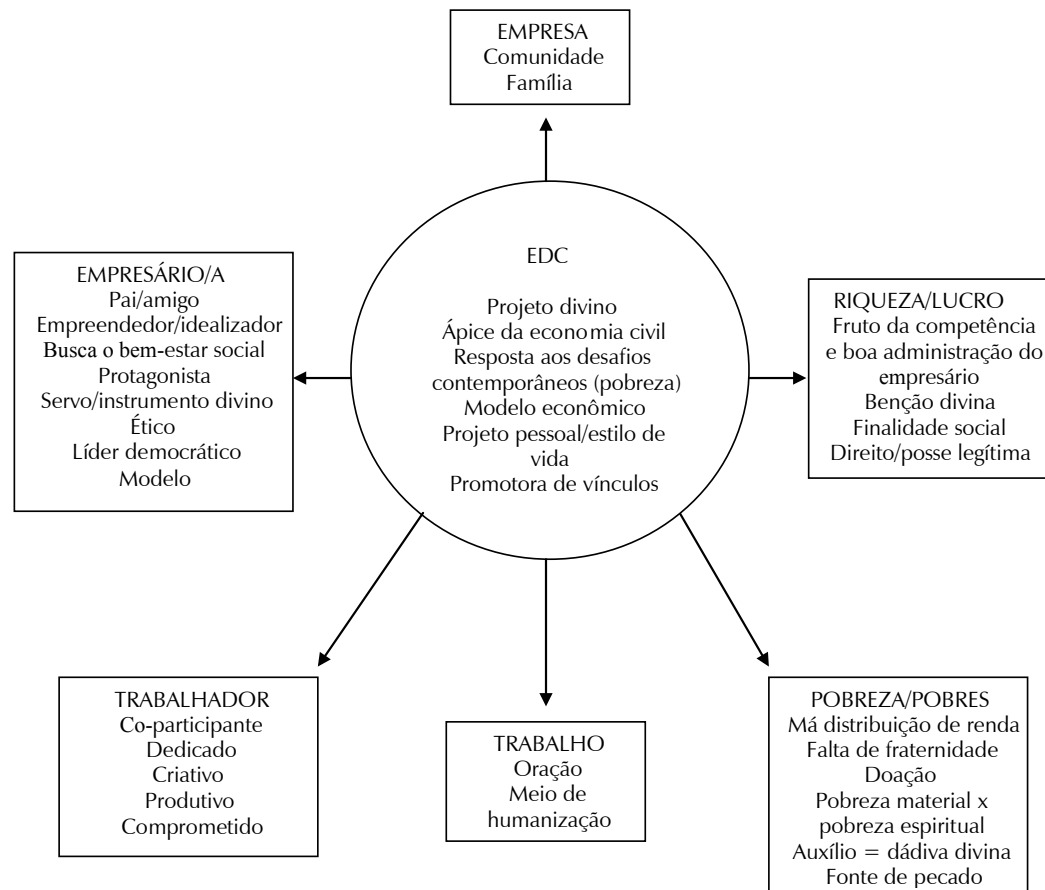 EMPRESA
Comunidade
Família
EDC
Projeto divino
Ápice da economia civil
Resposta aos desafios
contemporâneos (pobreza)
Modelo econômico
Projeto pessoal/estilo de
vida
Promotora de vínculos
EMPRESÁRIO/A
Pai/amigo
Empreendedor/idealizador
Busca o bem-estar social
Protagonista
Servo/instrumento divino
Ético
Líder democrático
Modelo
RIQUEZA/LUCRO
Fruto da competência
e boa administração do
empresário
Benção divina
Finalidade social
Direito/posse legítima
TRABALHADOR
Co-participante
Dedicado
Criativo
Produtivo
Comprometido
TRABALHO
Oração
Meio de
humanização
POBREZA/POBRES
Má distribuição de renda
Falta de fraternidade
Doação
Pobreza material x
pobreza espiritual
Auxílio = dádiva divina
Fonte de pecado